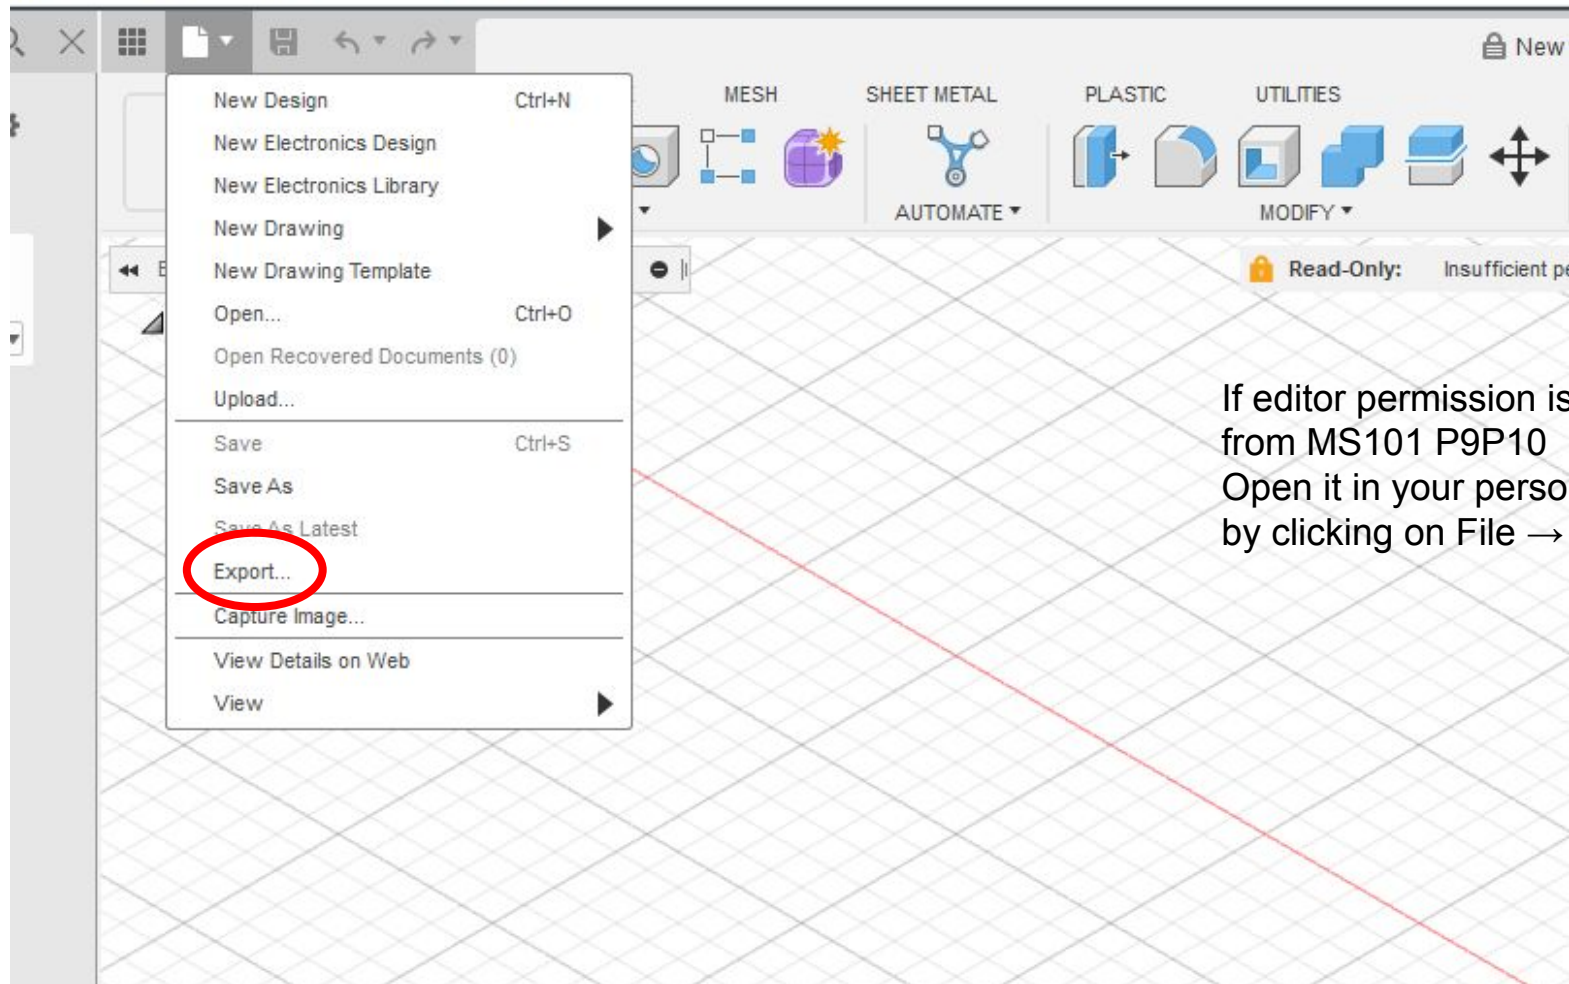 New
MESH SHEET METAL PLASTIC UTILITIES
AUTOMATE MODIFY
New Design Ctrl+N
New Electronics Design
New Electronics Library
New Drawing
New Drawing Template
Open... Ctrl+O
Open Recovered Documents (0)
Upload...
Save Ctrl+S
Save As
Save As Latest
Export...
Capture Image...
View Details on Web
View
Read-Only: Insufficient
If editor permission is
from MS101 P9P10
Open it in your
by clicking on File →